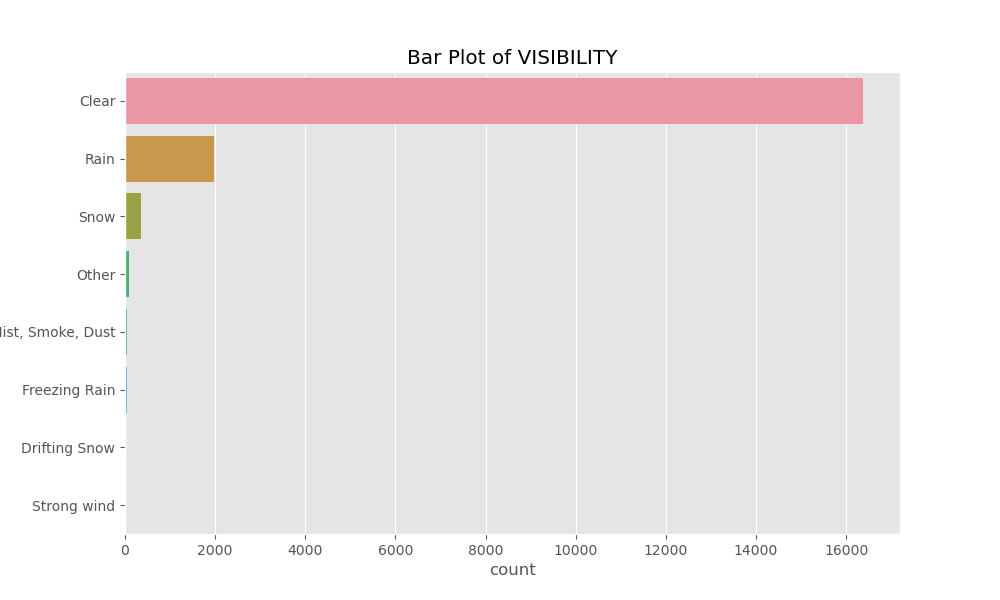 Bar Plot of VISIBILITY
Clear
Rain
Snow
Other
Smoke, Dust
Freezing Rain
Drifting Snow
Strong wind
0 2000 4000 6000 8000 10000 12000 14000 16000
count